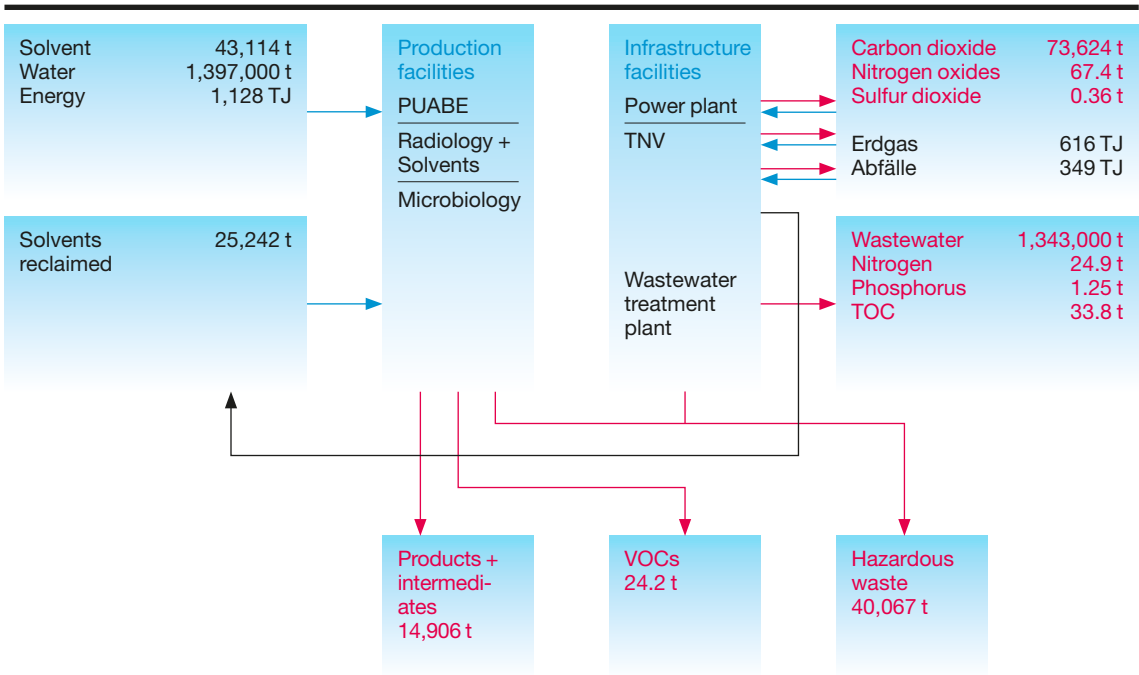 Solvent 43,114 t
Water 1,397,000 t
Energy 1,128 TJ
Solvents 25,242 t
reclaimed
Production
facilities
PUABE
Radiology +
Solvents
Microbiology
Infrastructure
facilities
Power plant
TNV
Wastewater
treatment
plant
Carbon dioxide 73,624 t
Nitrogen oxides 67.4 t
Sulfur dioxide 0.36 t
Erdgas 616 TJ
Abfälle 349 TJ
Wastewater 1,343,000 t
Nitrogen 24.9 t
Phosphorus 1.25 t
TOC 33.8 t
Products +
intermedi-
ates
14,906 t
VOCs
24.2 t
Hazardous
waste
40,067 t